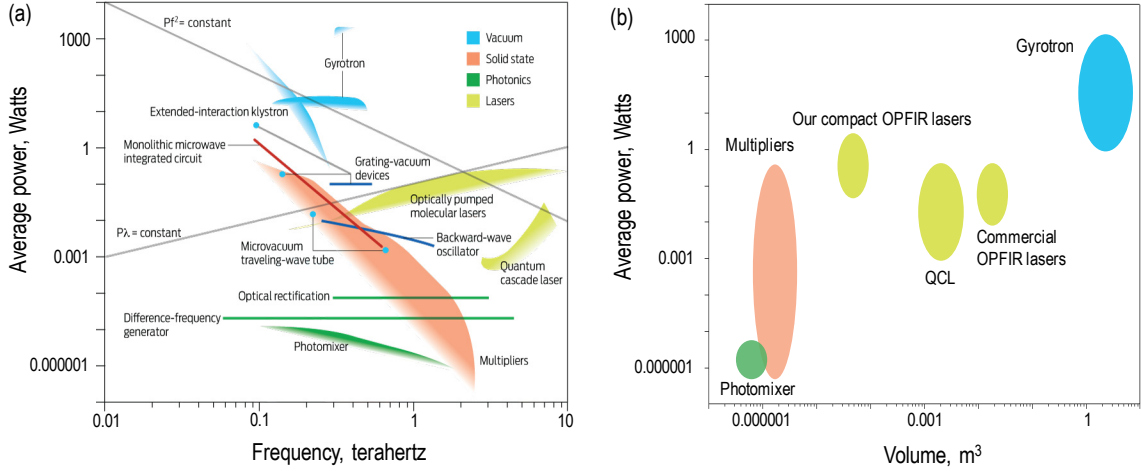 (a)
Average power, Watts
1000
1
0.001
0.000001
Pf² = constant
Gyrotron
Vacuum
Solid state
Photonics
Lasers
Extended-interaction klystron
Monolithic microwave
integrated circuit
Grating-vacuum
devices
Optically pumped
molecular lasers
Pλ = constant
Microvacuum
traveling-wave tube
Backward-wave
oscillator
Quantum
cascade laser
Optical rectification
Difference-frequency
generator
Photomixer
Multipliers
0.01
0.1
1
10
Frequency, terahertz
(b)
Average power, Watts
1000
1
0.001
0.000001
Gyrotron
Our compact OPFIR lasers
Multipliers
QCL
Commercial
OPFIR lasers
Photomixer
0.000001
0.001
1
Volume, m³